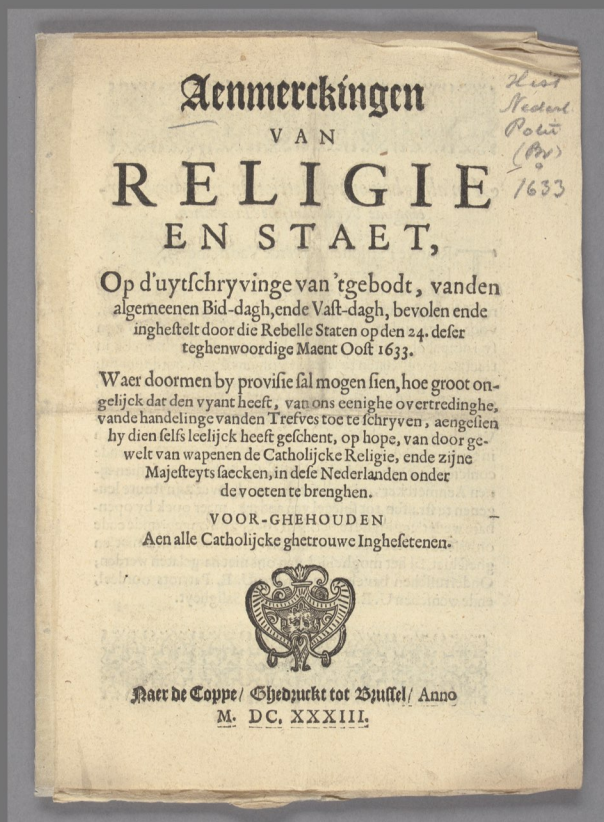 Aenmerckingen
VAN
RELIGIE
EN STAET,
Op d'uytschryvinge van 'tgebodt, vanden
algemeenen Bid-dagh, ende Vast-dagh, bevolen ende
inghestelt door die Rebelle Staten op den 24. deser
teghenwoordige Maent Oost 1633.
Waer doormen by provisie sal mogen sien, hoe groot on-
gelijck dat den vyant heeft, van ons eenighe overtredinghe,
vande handelinge vanden Trefves toe te schryven, aengesien
hy dien selfs leelijck heeft geschent, op hope, van door ge-
welt van wapenen de Catholijcke Religie, ende zijne
Majesteyts saecken, in dese Nederlanden onder
de voeten te brenghen.
VOOR-GHEHOUDEN
Aen alle Catholijcke ghetrouwe Inghesetenen.
Naer de Coppe/ Ghedruckt tot Brussel/ Anno
M. DC. XXXIII.
Hist
Nederl
Polit
(Br)
1633